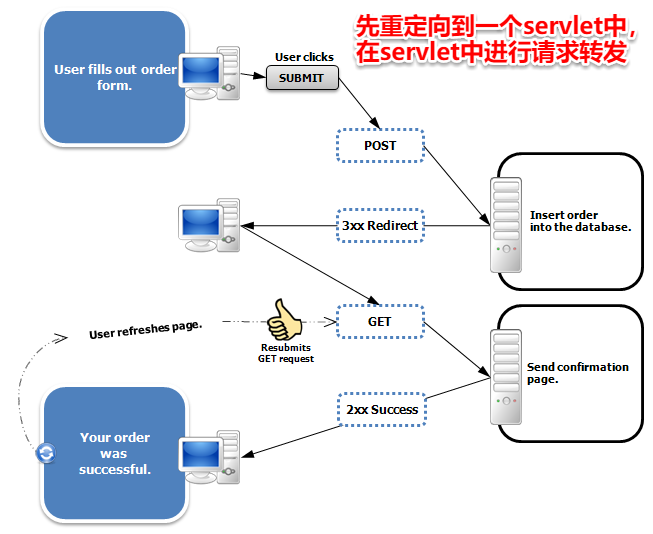 先重定向到一个servlet中,
在servlet中进行请求转发
User fills out order
form.
User clicks
SUBMIT
POST
Insert order
into the database.
3xx Redirect
User refreshes page.
Resubmits
GET request
GET
Send confirmation
page.
2xx Success
Your order
was
successful.